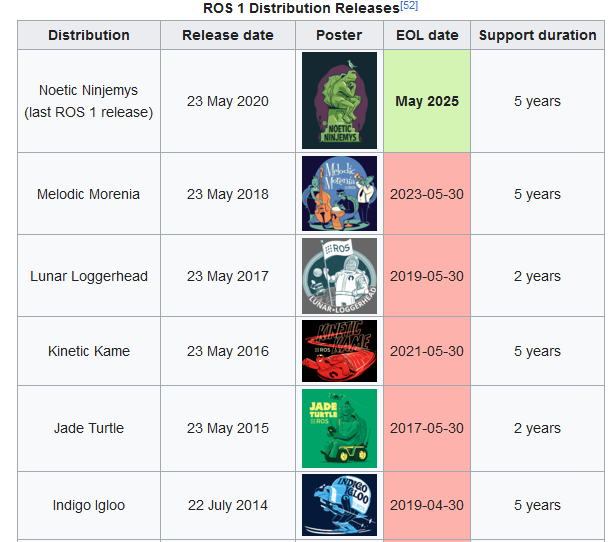 ROS 1 Distribution Releases[52]
Distribution Release date Poster EOL date Support duration
Noetic Ninjemys
(last ROS 1 release) 23 May 2020 NOETIC NINJEMYS May 2025 5 years
Melodic Morenia 23 May 2018 Melodic Morenia 2023-05-30 5 years
Lunar Loggerhead 23 May 2017 ROS LUNAR•LOGGERHEAD 2019-05-30 2 years
Kinetic Kame 23 May 2016 KINETIC KAME ROS 2021-05-30 5 years
Jade Turtle 23 May 2015 JADE TURTLE ROS 2017-05-30 2 years
Indigo Igloo 22 July 2014 INDIGO IGLOO 2019-04-30 5 years